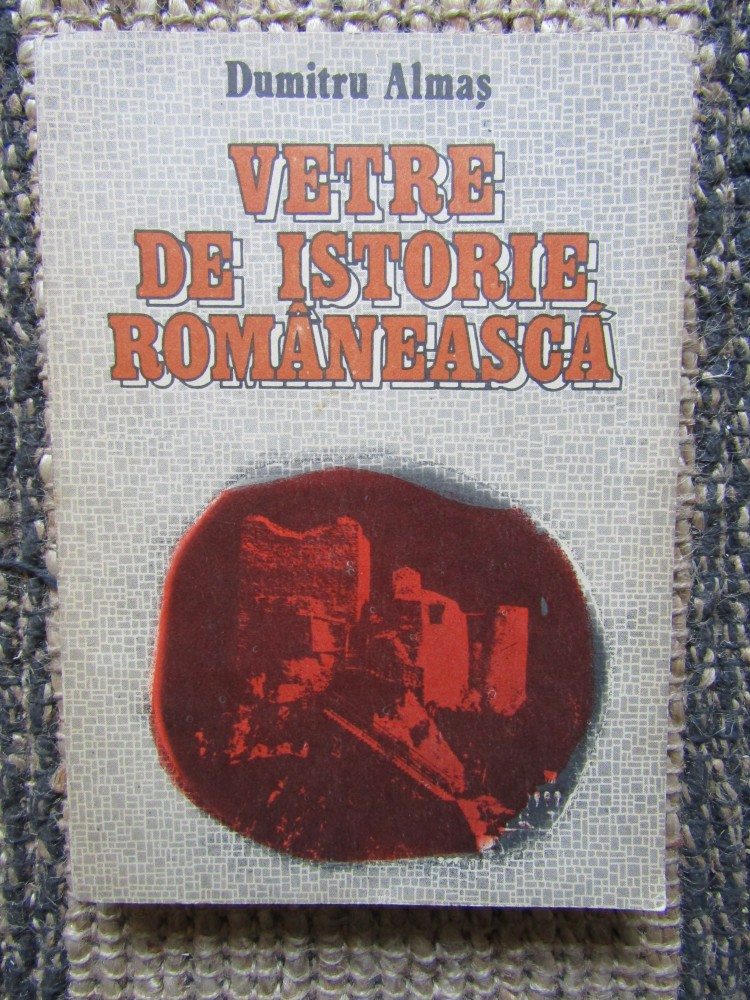 Dumitru Almaș
VETRE
DE ISTORIE
ROMÂNEASCĂ